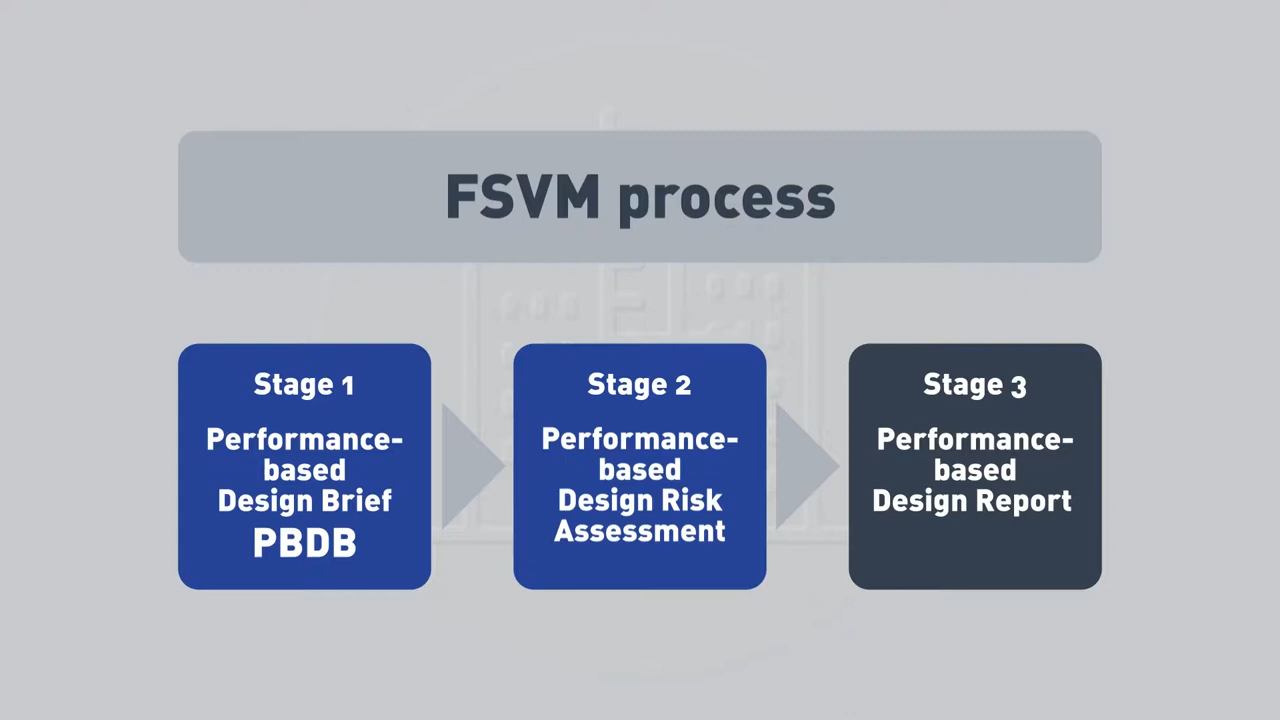 FSVM process
Stage 1
Performance-
based
Design Brief
PBDB
Stage 2
Performance-
based
Design Risk
Assessment
Stage 3
Performance-
based
Design Report